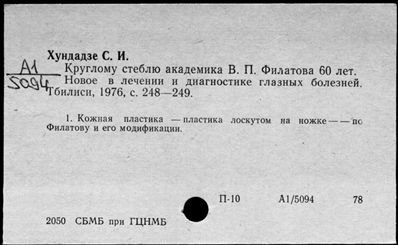 Хундадзе С. И.
А1
5094
Круглому стеблю академика В. П. Филатова 60 лет.
Новое в лечении и диагностике глазных болезней.
Тбилиси, 1976, с. 248—249.
1. Кожная пластика — пластика лоскутом на ножке — — по
Филатову и его модификации.
П-10 А1/5094 78
2050 СБМБ при ГЦНМБ